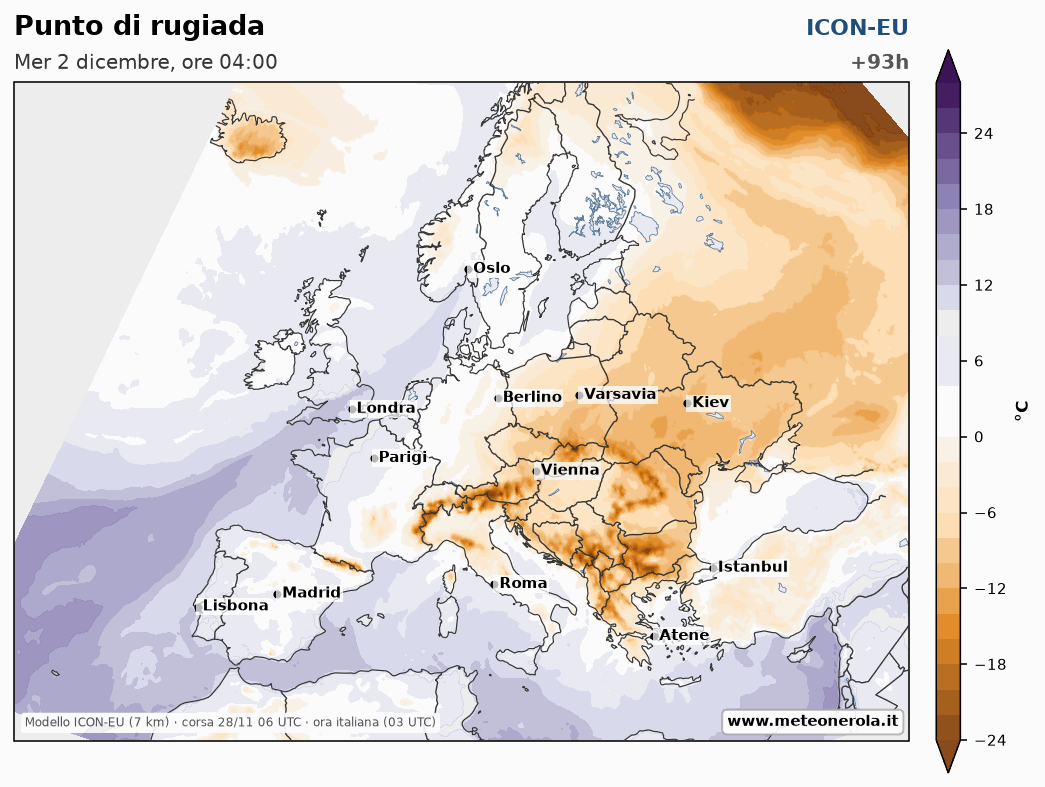 Punto di rugiada
ICON-EU
Mer 2 dicembre, ore 04:00
+93h
24
18
12
6
0
−6
−12
−18
−24
°C
Oslo
Berlino
Varsavia
Kiev
Londra
Parigi
Vienna
Istanbul
Roma
Madrid
Lisbona
Atene
Modello ICON-EU (7 km) · corsa 28/11 06 UTC · ora italiana (03 UTC)
www.meteonerola.it